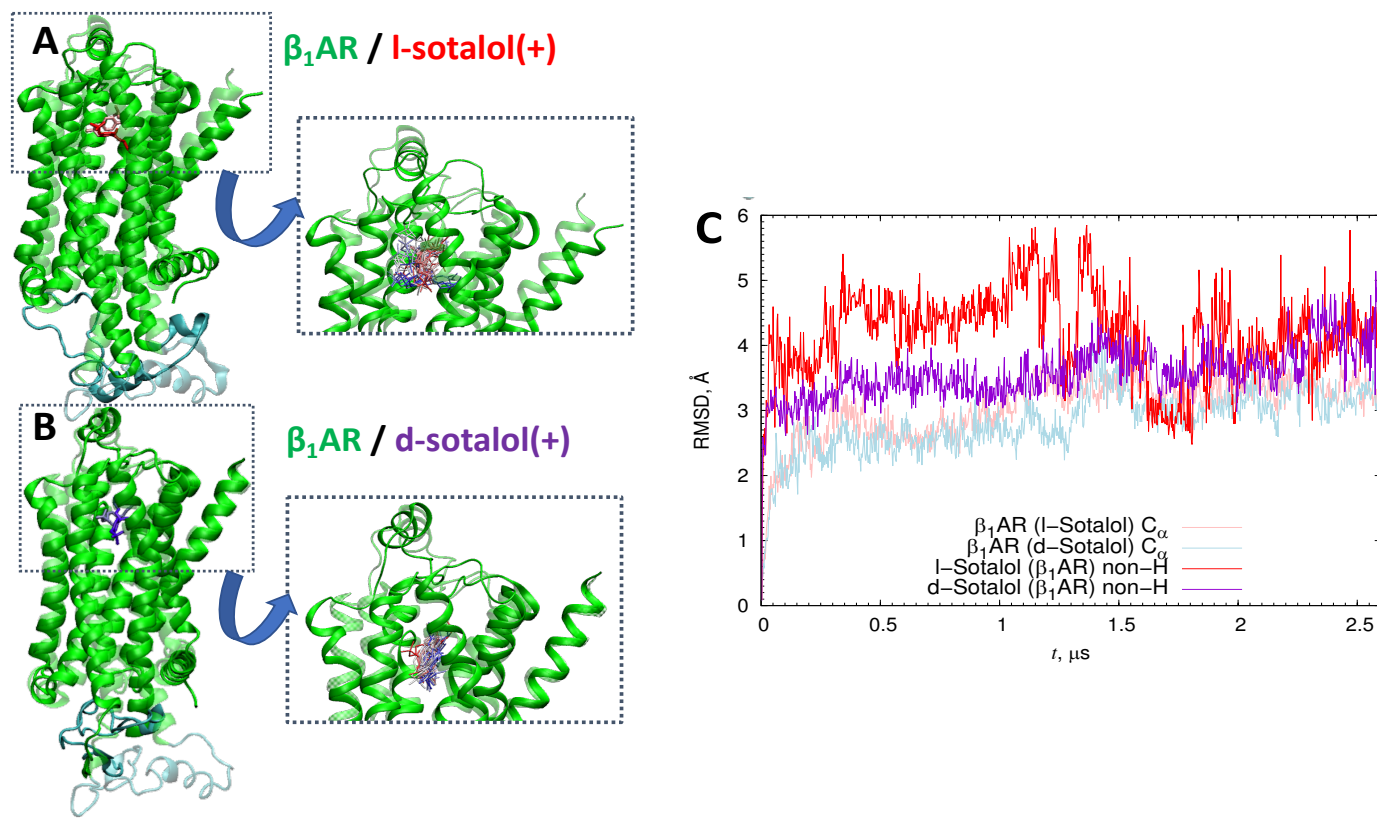 A
β₁AR / l-sotalol(+)
B
β₁AR / d-sotalol(+)
C
6
5
4
3
2
1
0
RMSD, Å
0 0.5 1 1.5 2 2.5
t, μs
β₁AR (l−Sotalol) Cα
β₁AR (d−Sotalol) Cα
l−Sotalol (β₁AR) non−H
d−Sotalol (β₁AR) non−H